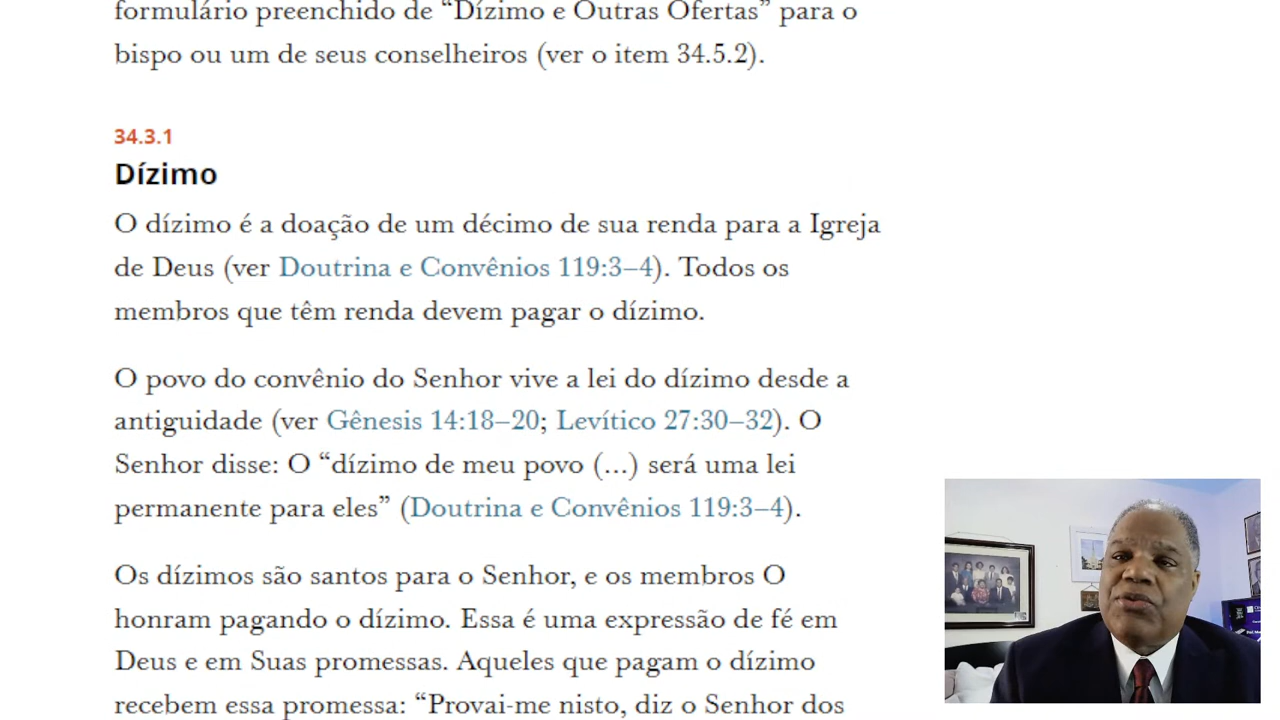 formulário preenchido de “Dízimo e Outras Ofertas” para o
bispo ou um de seus conselheiros (ver o item 34.5.2).
34.3.1
Dízimo
O dízimo é a doação de um décimo de sua renda para a Igreja
de Deus (ver Doutrina e Convênios 119:3–4). Todos os
membros que têm renda devem pagar o dízimo.
O povo do convênio do Senhor vive a lei do dízimo desde a
antiguidade (ver Gênesis 14:18–20; Levítico 27:30–32). O
Senhor disse: O “dízimo de meu povo (...) será uma lei
permanente para eles” (Doutrina e Convênios 119:3–4).
Os dízimos são santos para o Senhor, e os membros O
honram pagando o dízimo. Essa é uma expressão de fé em
Deus e em Suas promessas. Aqueles que pagam o dízimo
recebem essa promessa: “Provai-me nisto, diz o Senhor dos